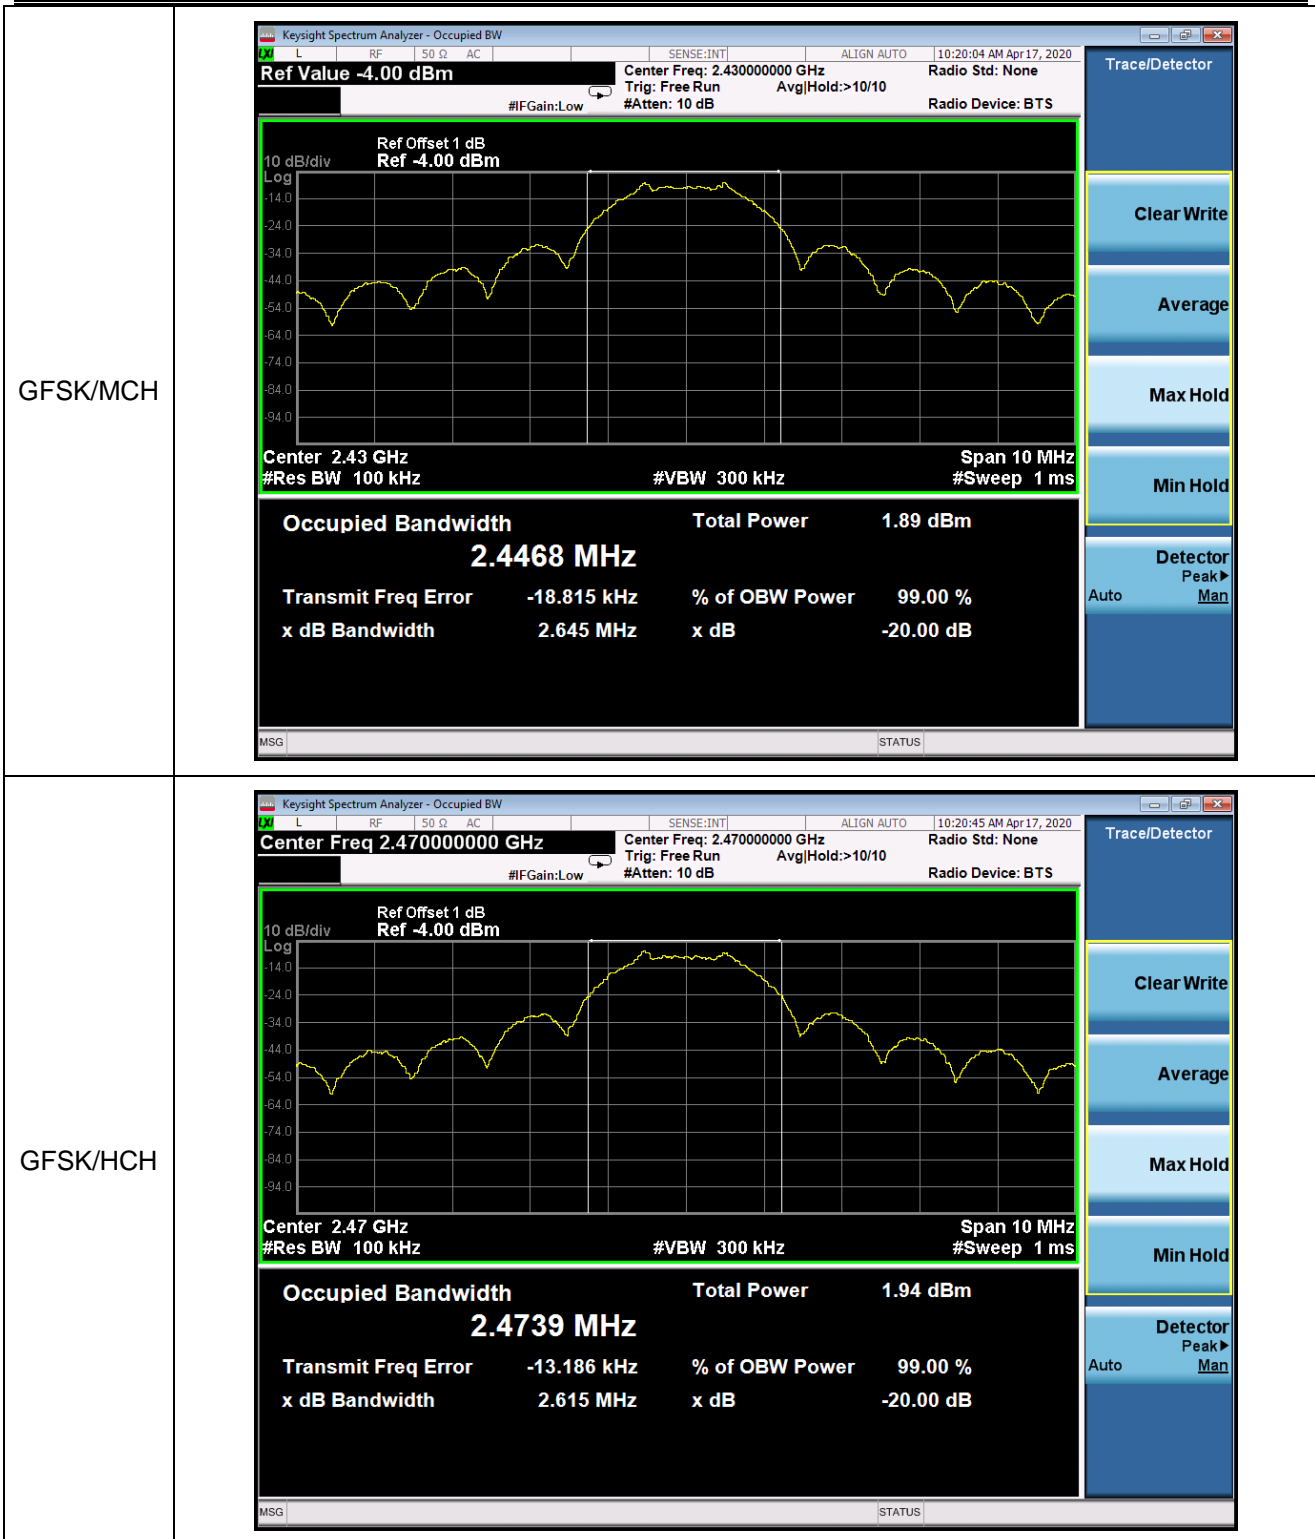 GFSK/MCH
Keysight Spectrum Analyzer - Occupied BW
LXI L RF 50 Ω AC SENSE:INT ALIGN AUTO 10:20:04 AM Apr 17, 2020
Ref Value -4.00 dBm
Center Freq: 2.430000000 GHz Radio Std: None
Trig: Free Run Avg|Hold:>10/10
#IFGain:Low #Atten: 10 dB Radio Device: BTS
Ref Offset 1 dB
10 dB/div Ref -4.00 dBm
Log
-14.0
-24.0
-34.0
-44.0
-54.0
-64.0
-74.0
-84.0
-94.0
Center 2.43 GHz Span 10 MHz
#Res BW 100 kHz #VBW 300 kHz #Sweep 1 ms
Occupied Bandwidth Total Power 1.89 dBm
2.4468 MHz
Transmit Freq Error -18.815 kHz % of OBW Power 99.00 %
x dB Bandwidth 2.645 MHz x dB -20.00 dB
MSG STATUS
Trace/Detector
Clear Write
Average
Max Hold
Min Hold
Detector
Peak
Auto Man
GFSK/HCH
Keysight Spectrum Analyzer - Occupied BW
LXI L RF 50 Ω AC SENSE:INT ALIGN AUTO 10:20:45 AM Apr 17, 2020
Center Freq 2.470000000 GHz
Center Freq: 2.470000000 GHz Radio Std: None
Trig: Free Run Avg|Hold:>10/10
#IFGain:Low #Atten: 10 dB Radio Device: BTS
Ref Offset 1 dB
10 dB/div Ref -4.00 dBm
Log
-14.0
-24.0
-34.0
-44.0
-54.0
-64.0
-74.0
-84.0
-94.0
Center 2.47 GHz Span 10 MHz
#Res BW 100 kHz #VBW 300 kHz #Sweep 1 ms
Occupied Bandwidth Total Power 1.94 dBm
2.4739 MHz
Transmit Freq Error -13.186 kHz % of OBW Power 99.00 %
x dB Bandwidth 2.615 MHz x dB -20.00 dB
MSG STATUS
Trace/Detector
Clear Write
Average
Max Hold
Min Hold
Detector
Peak
Auto Man